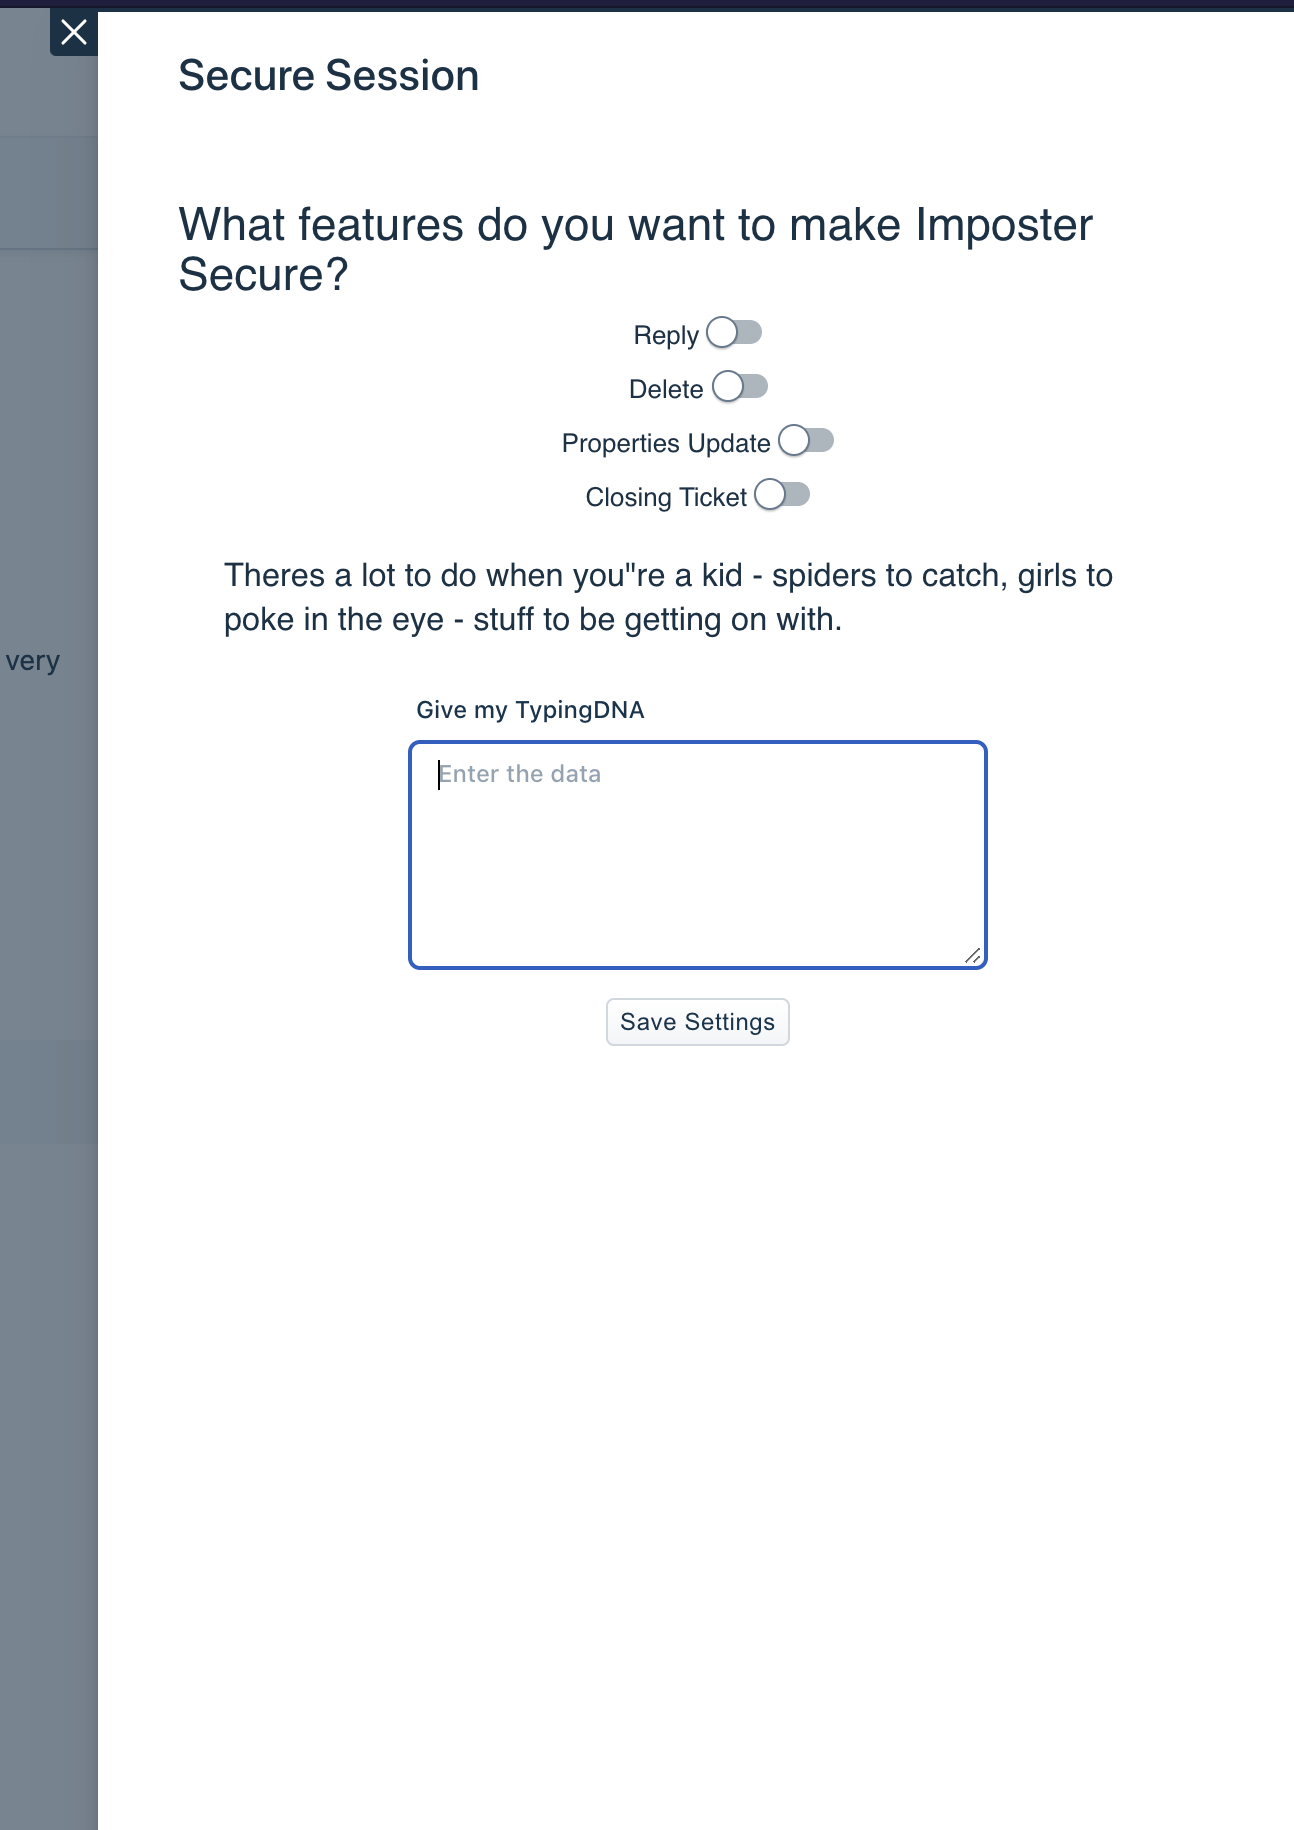 Secure Session
What features do you want to make Imposter
Secure?
Reply
Delete
Properties Update
Closing Ticket
Theres a lot to do when you"re a kid - spiders to catch, girls to
poke in the eye - stuff to be getting on with.
very
Give my TypingDNA
Enter the data
Save Settings